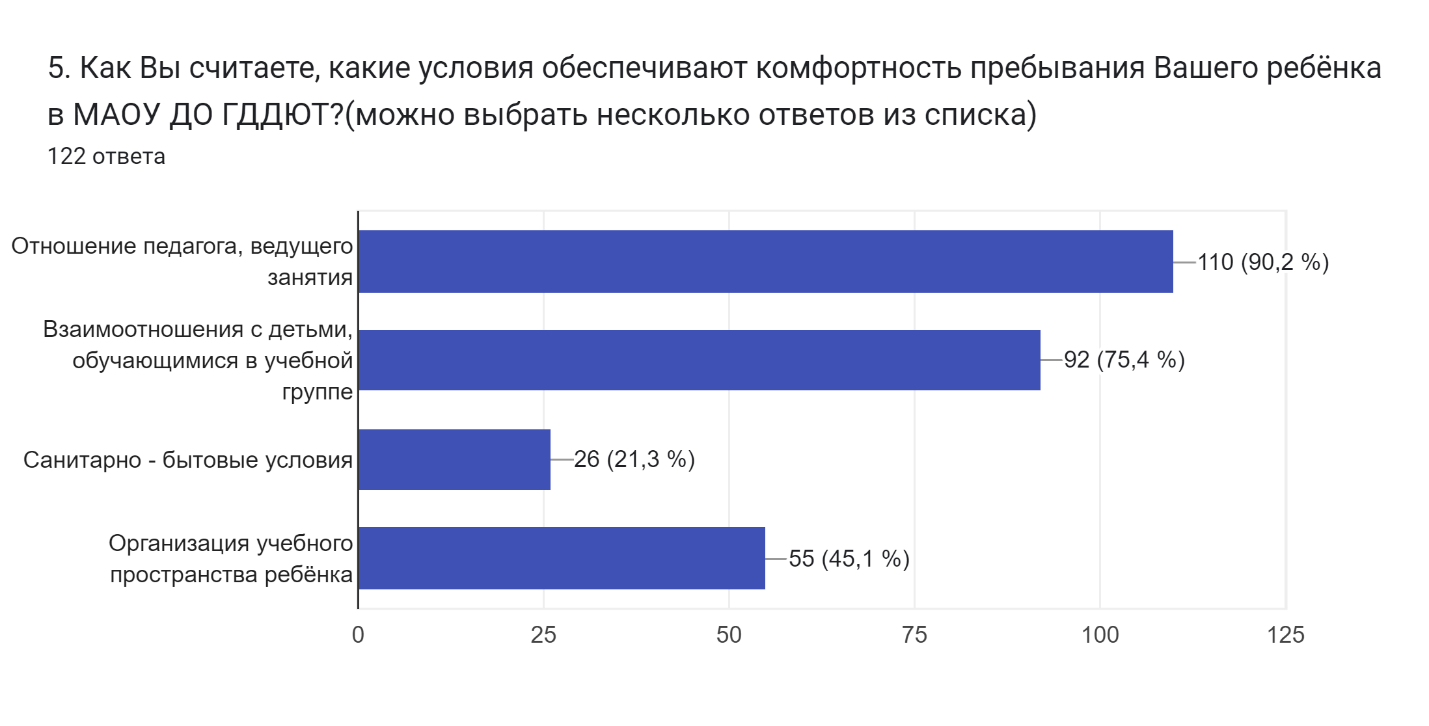 5. Как Вы считаете, какие условия обеспечивают комфортность пребывания Вашего ребёнка
в МАОУ ДО ГДДЮТ?(можно выбрать несколько ответов из списка)
122 ответа
Отношение педагога, ведущего
занятия
110 (90,2 %)
Взаимоотношения с детьми,
обучающимися в учебной
группе
92 (75,4 %)
Санитарно - бытовые условия
26 (21,3 %)
Организация учебного
пространства ребёнка
55 (45,1 %)
0 25 50 75 100 125